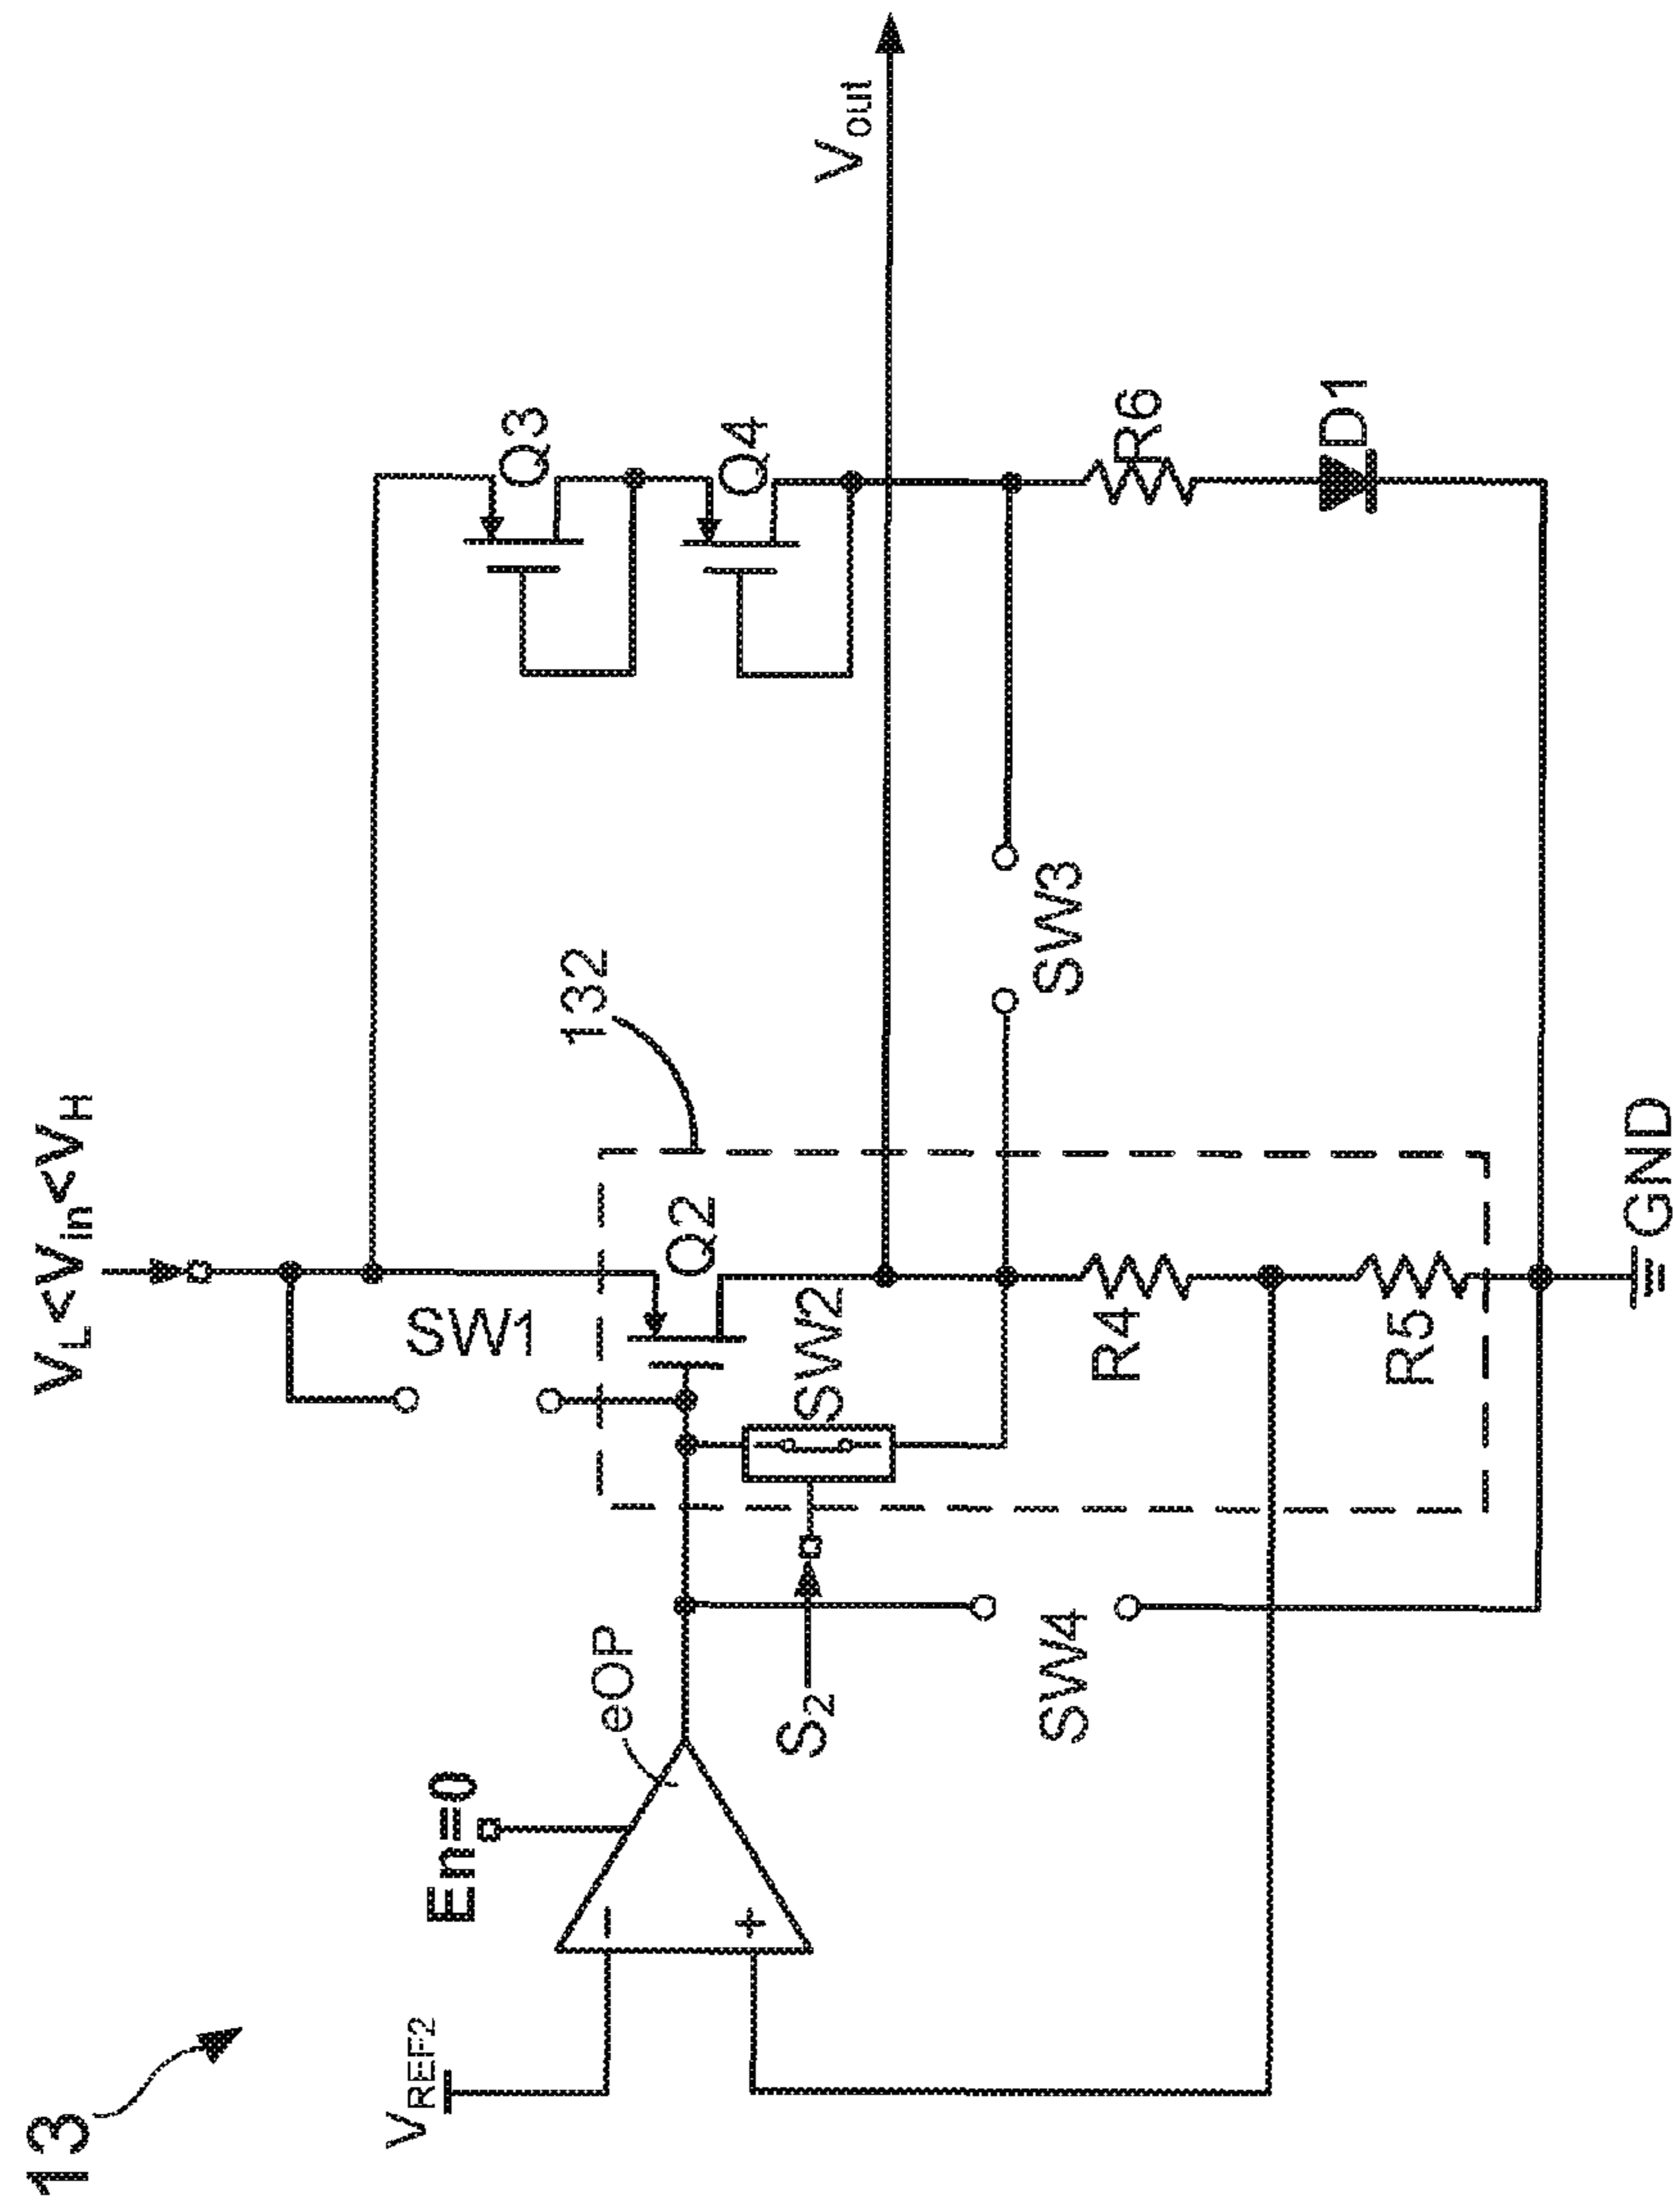 13
V_L<V_in<V_H
En=0
V_REF2
eOP
SW1
132
Q3
Q2
Q4
V_out
S_2
SW2
SW4
SW3
R4
R6
R5
D1
GND
−
+